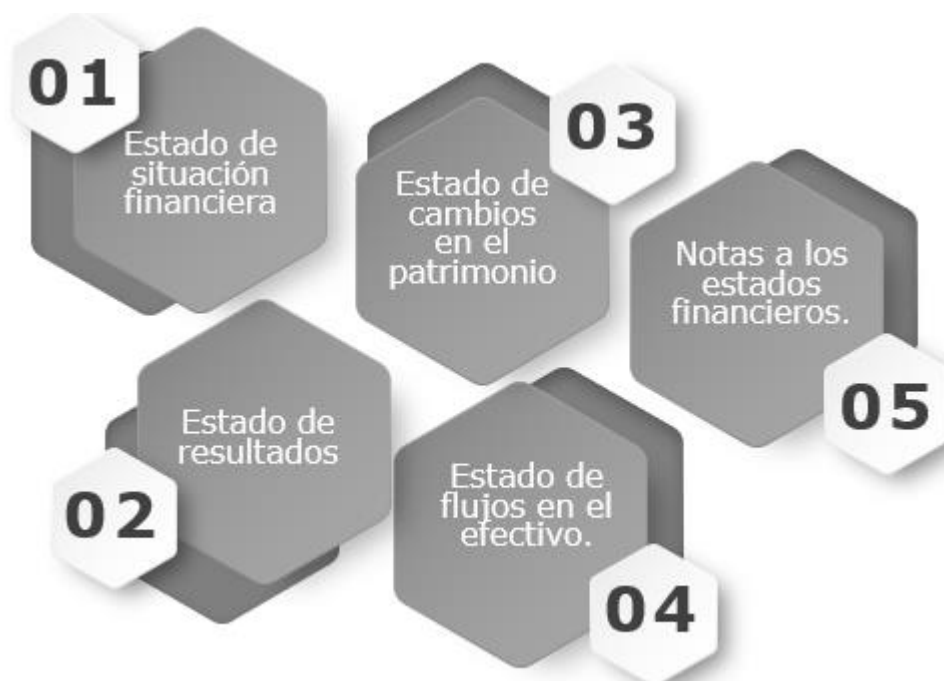 01
Estado de
situación
financiera
02
Estado de
resultados
03
Estado de
cambios
en el
patrimonio
04
Estado de
flujos en el
efectivo.
05
Notas a los
estados
financieros.